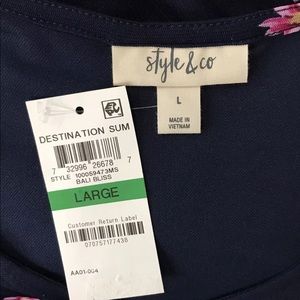 style & co
L
MADE IN
VIETNAM
DESTINATION SUM
7 32996 26678 7
STYLE 100059473MS
BALI BLISS
LARGE
Customer Return Label
070757177438
AA01-004